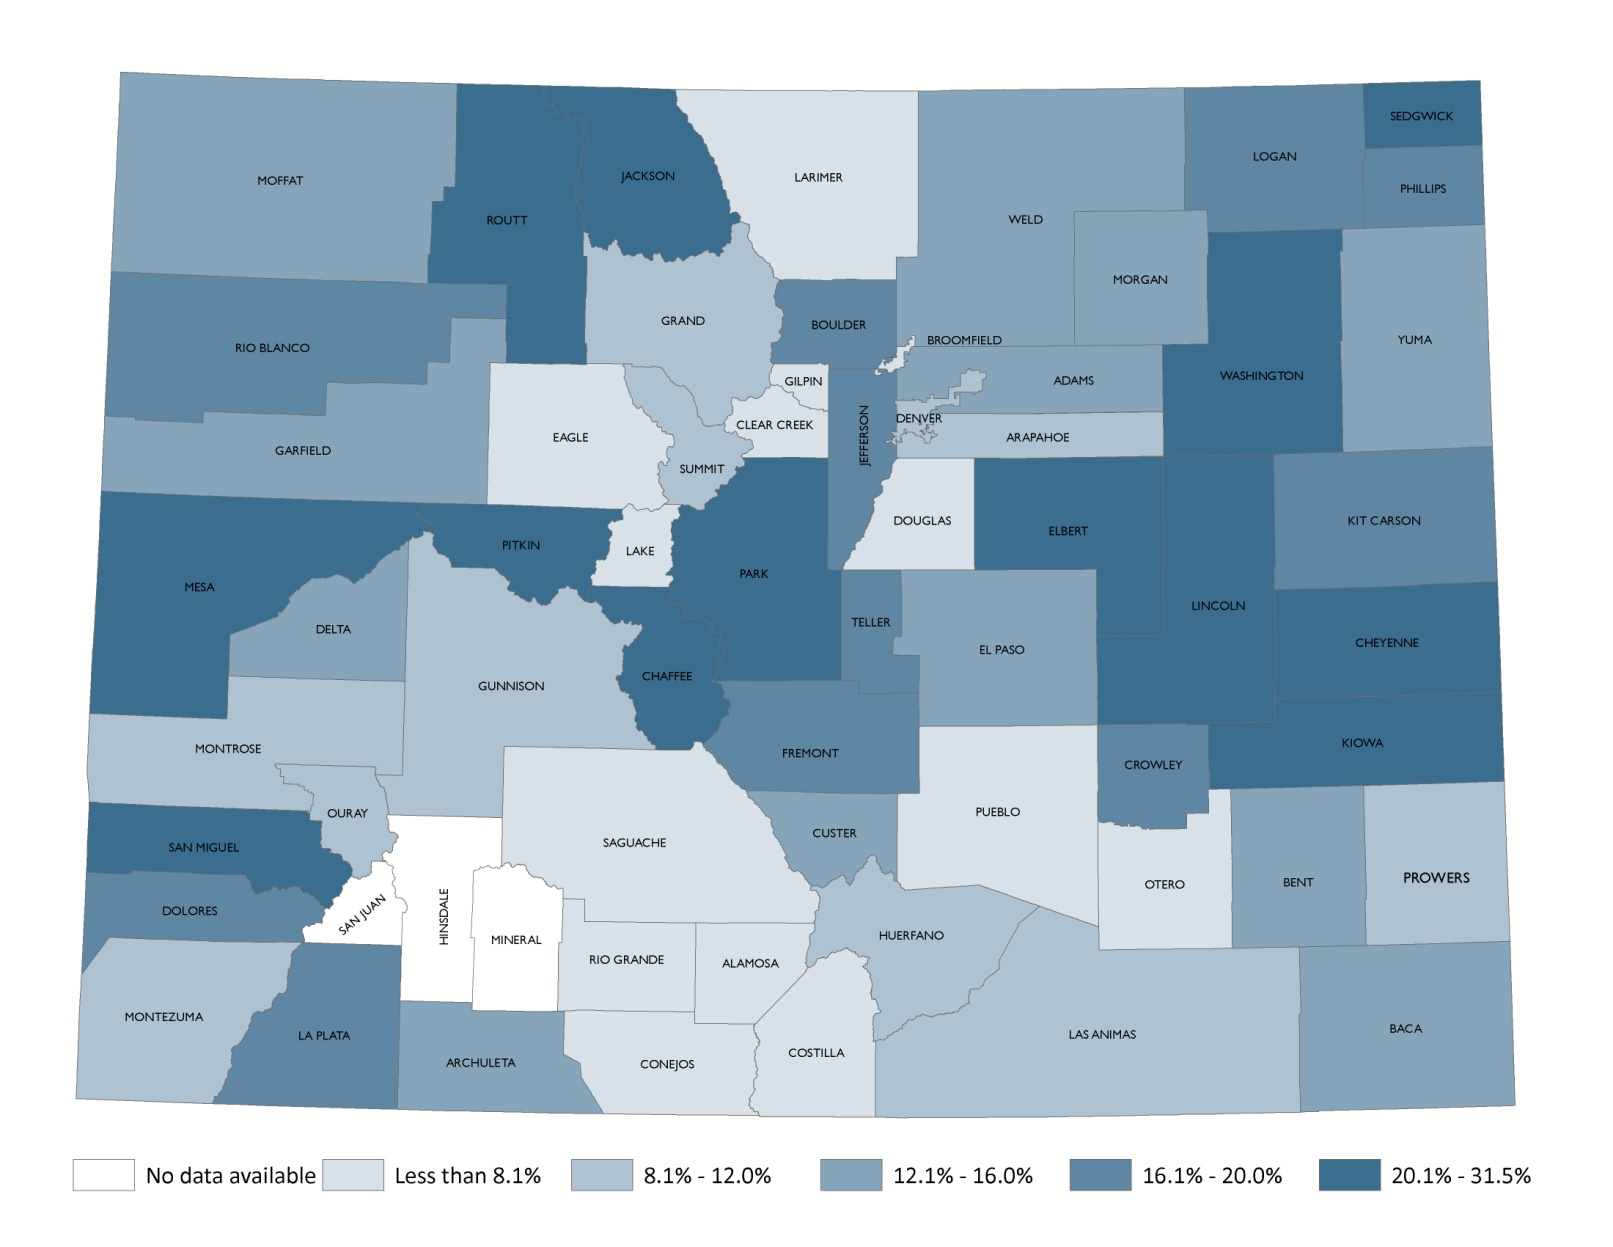 SEDGWICK
LOGAN
JACKSON
LARIMER
MOFFAT
PHILLIPS
ROUTT
WELD
MORGAN
GRAND
BOULDER
BROOMFIELD
YUMA
RIO BLANCO
WASHINGTON
GILPIN
ADAMS
CLEAR CREEK
DENVER
JEFFERSON
EAGLE
ARAPAHOE
GARFIELD
SUMMIT
DOUGLAS
KIT CARSON
ELBERT
PITKIN
LAKE
PARK
MESA
LINCOLN
TELLER
DELTA
CHEYENNE
EL PASO
CHAFFEE
GUNNISON
KIOWA
MONTROSE
FREMONT
CROWLEY
OURAY
PUEBLO
CUSTER
SAN MIGUEL
SAGUACHE
PROWERS
BENT
OTERO
DOLORES
SAN JUAN
HINSDALE
MINERAL
HUERFANO
RIO GRANDE
ALAMOSA
MONTEZUMA
BACA
LA PLATA
LAS ANIMAS
COSTILLA
ARCHULETA
CONEJOS
No data available
Less than 8.1%
8.1% - 12.0%
12.1% - 16.0%
16.1% - 20.0%
20.1% - 31.5%